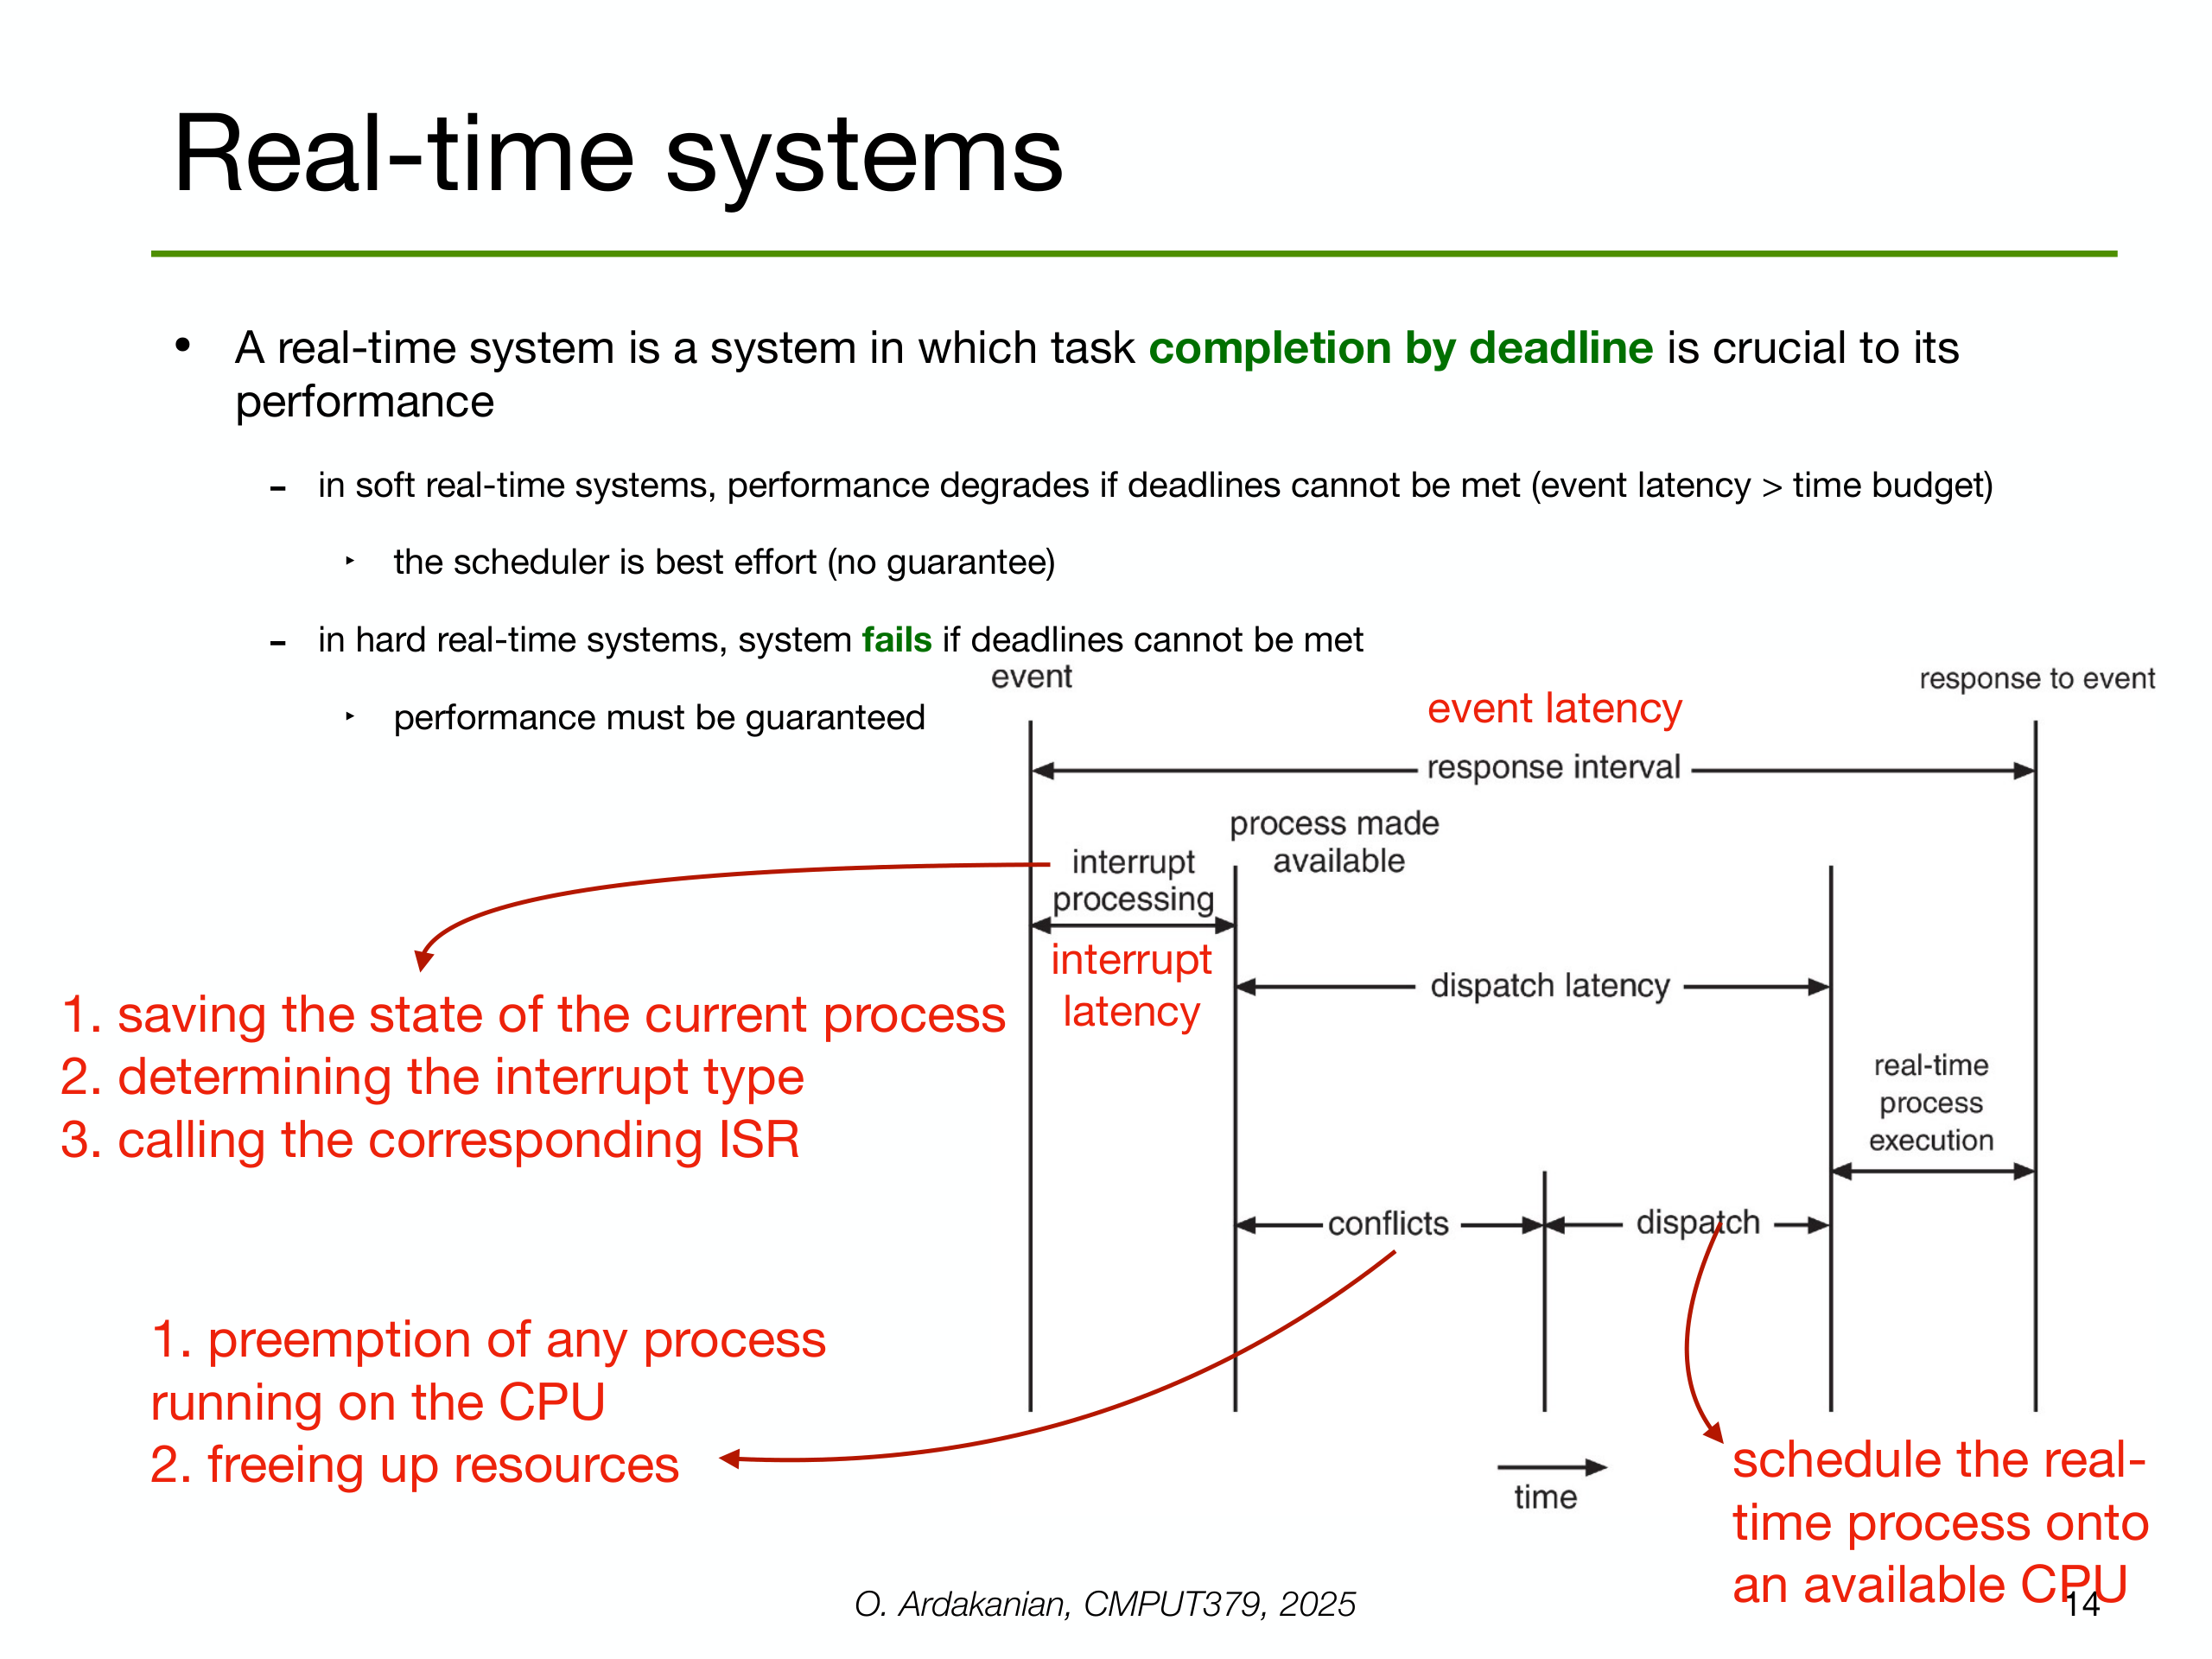 Real-time systems
• A real-time system is a system in which task completion by deadline is crucial to its
performance
- in soft real-time systems, performance degrades if deadlines cannot be met (event latency > time budget)
‣ the scheduler is best effort (no guarantee)
- in hard real-time systems, system fails if deadlines cannot be met
‣ performance must be guaranteed
event
response to event
event latency
response interval
process made
available
interrupt
processing
interrupt
latency
dispatch latency
1. saving the state of the current process
2. determining the interrupt type
3. calling the corresponding ISR
real-time
process
execution
conflicts
dispatch
1. preemption of any process
running on the CPU
2. freeing up resources
time
schedule the real-
time process onto
an available CPU
O. Ardakanian, CMPUT379, 2025
14